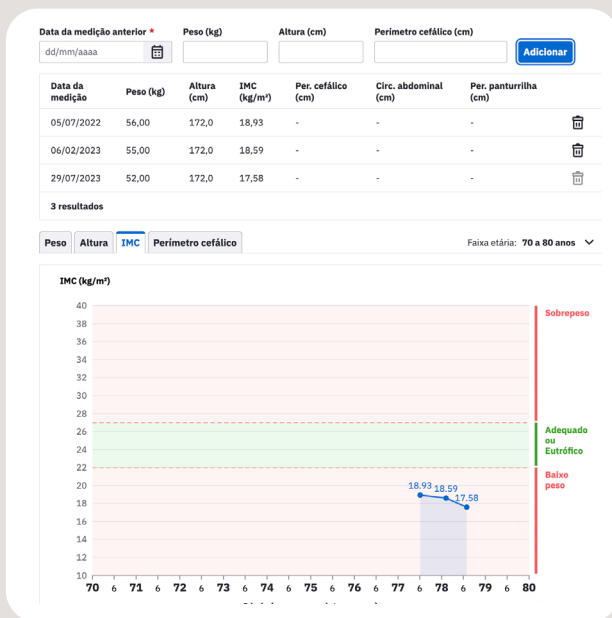 Data da medição anterior * Peso (kg) Altura (cm) Perímetro cefálico (cm)
dd/mm/aaaa Adicionar
Data da medição Peso (kg) Altura (cm) IMC (kg/m²) Per. cefálico (cm) Circ. abdominal (cm) Per. panturrilha (cm)
05/07/2022 56,00 172,0 18,93 - - -
06/02/2023 55,00 172,0 18,59 - - -
29/07/2023 52,00 172,0 17,58 - - -
3 resultados
Peso Altura IMC Perímetro cefálico Faixa etária: 70 a 80 anos
IMC (kg/m²)
40
38
36
34
32
30
28
26
24
22
20
18
16
14
12
10
Sobrepeso
Adequado
ou
Eutrófico
Baixo
peso
18.93 18.59 17.58
70 6 71 6 72 6 73 6 74 6 75 6 76 6 77 6 78 6 79 6 80